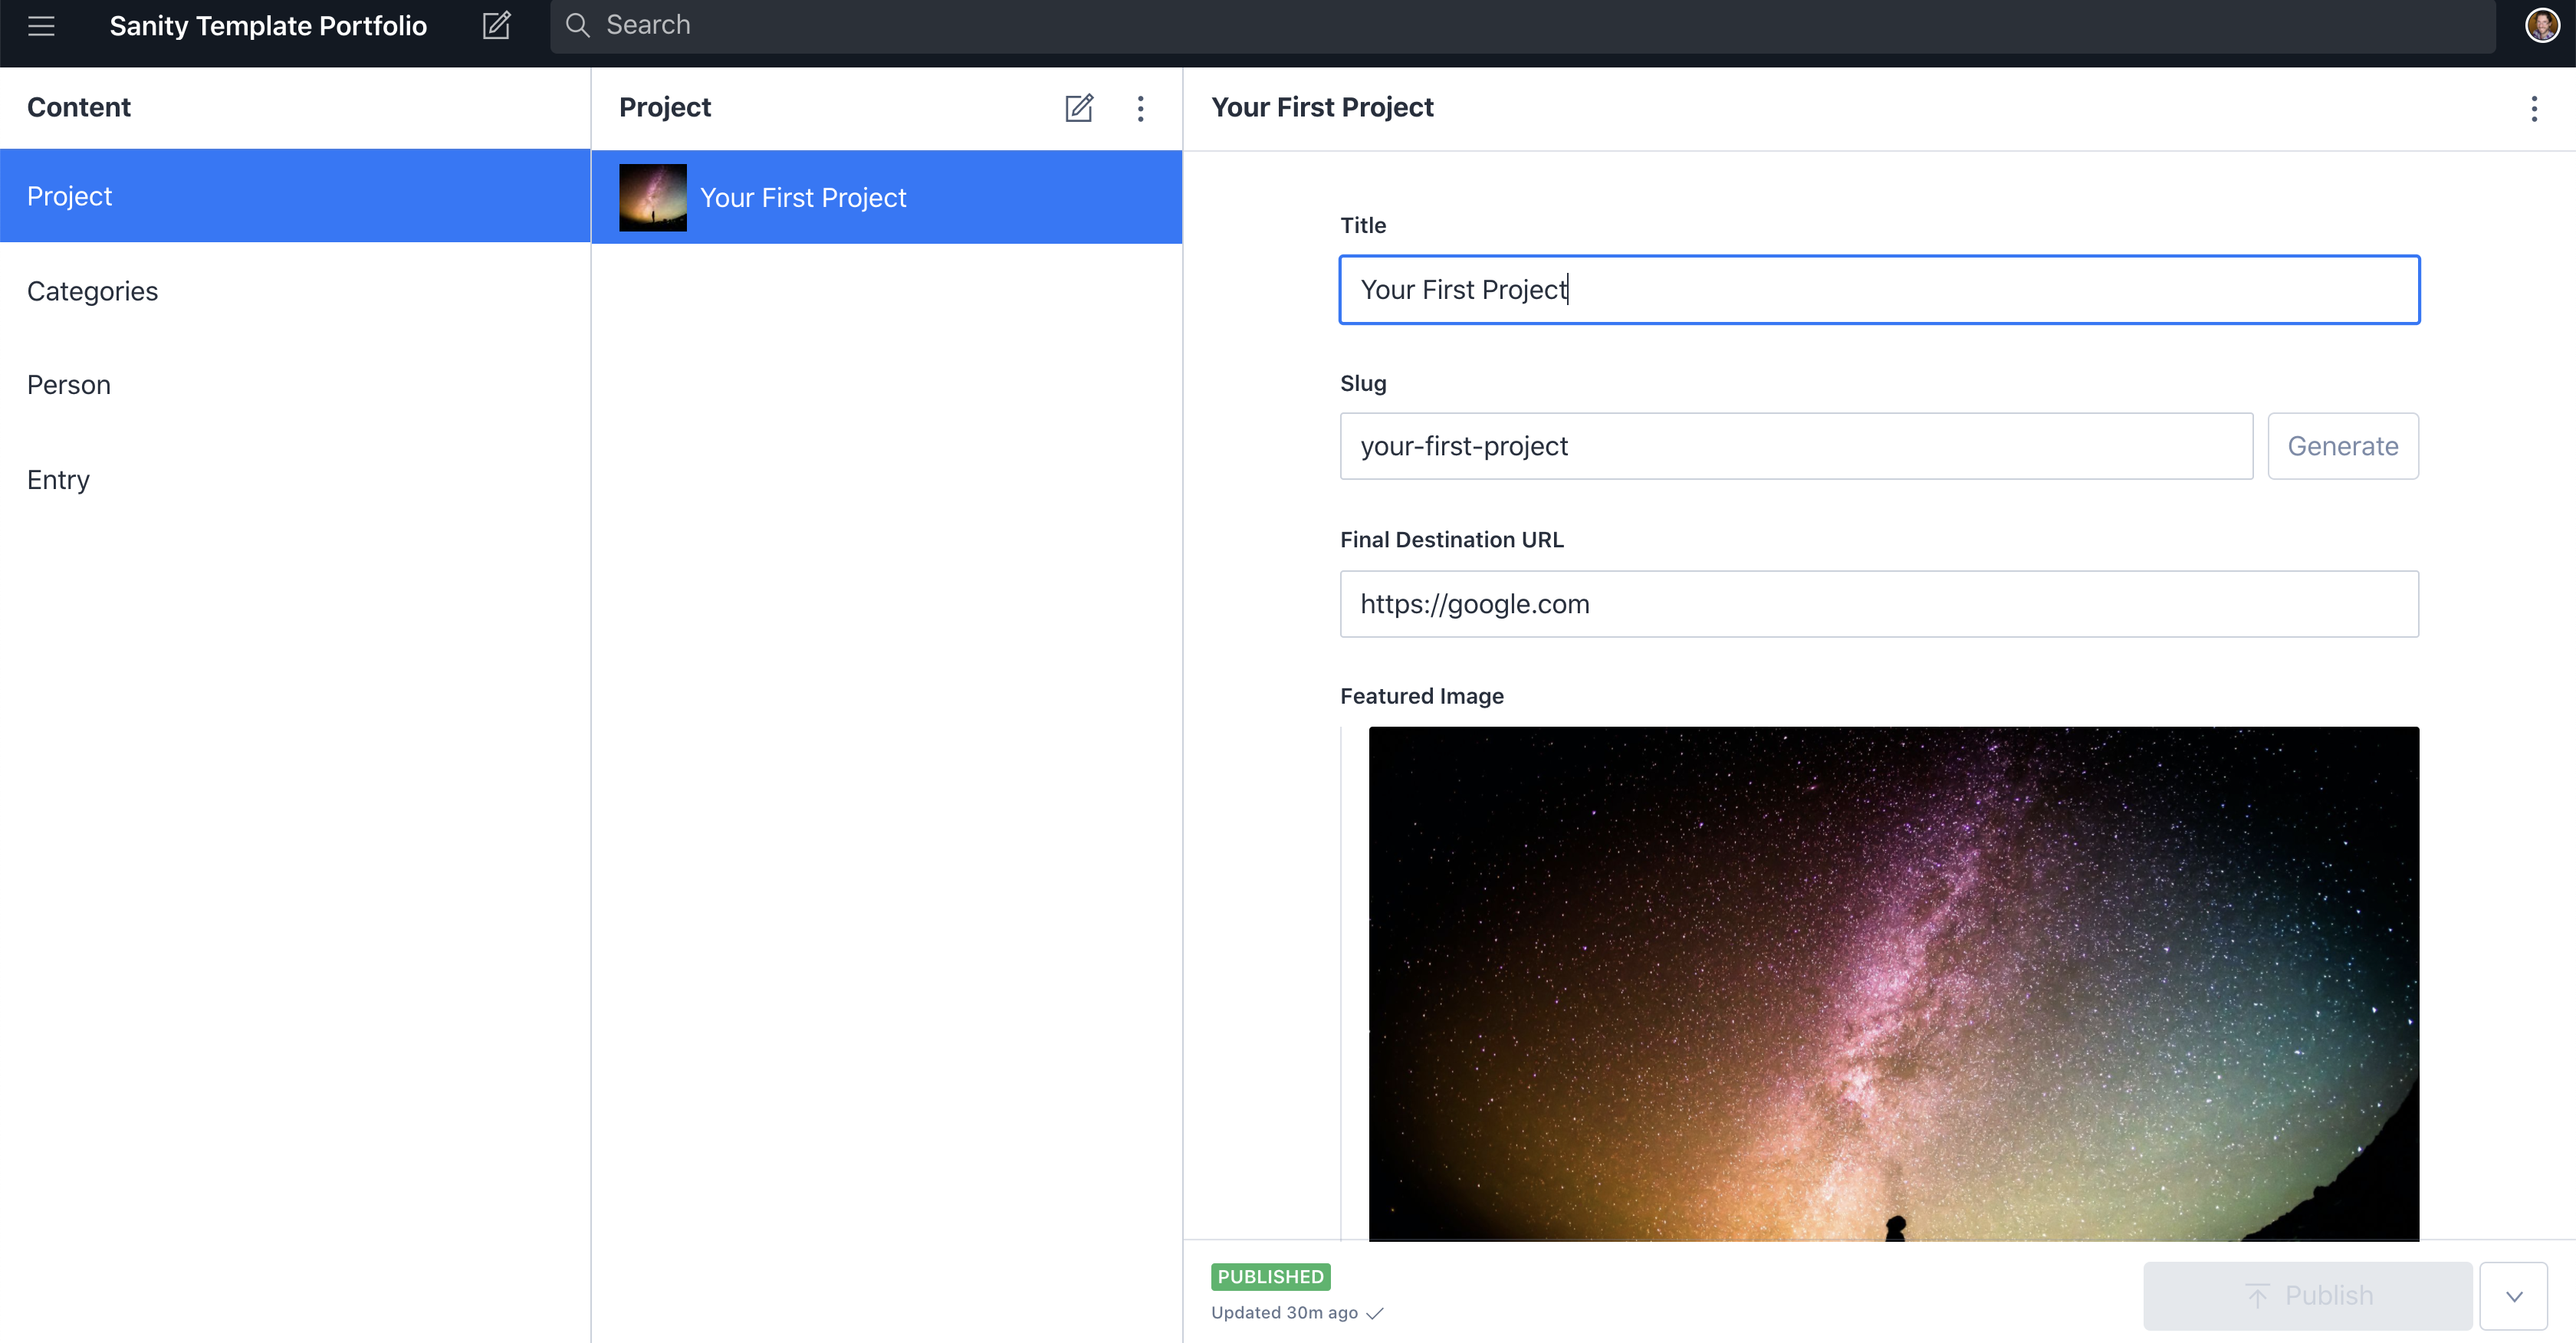 Sanity Template Portfolio
Search
Content
Project
Categories
Person
Entry
Project
Your First Project
Your First Project
Title
Your First Project
Slug
your-first-project
Generate
Final Destination URL
https://google.com
Featured Image
PUBLISHED
Updated 30m ago
Publish